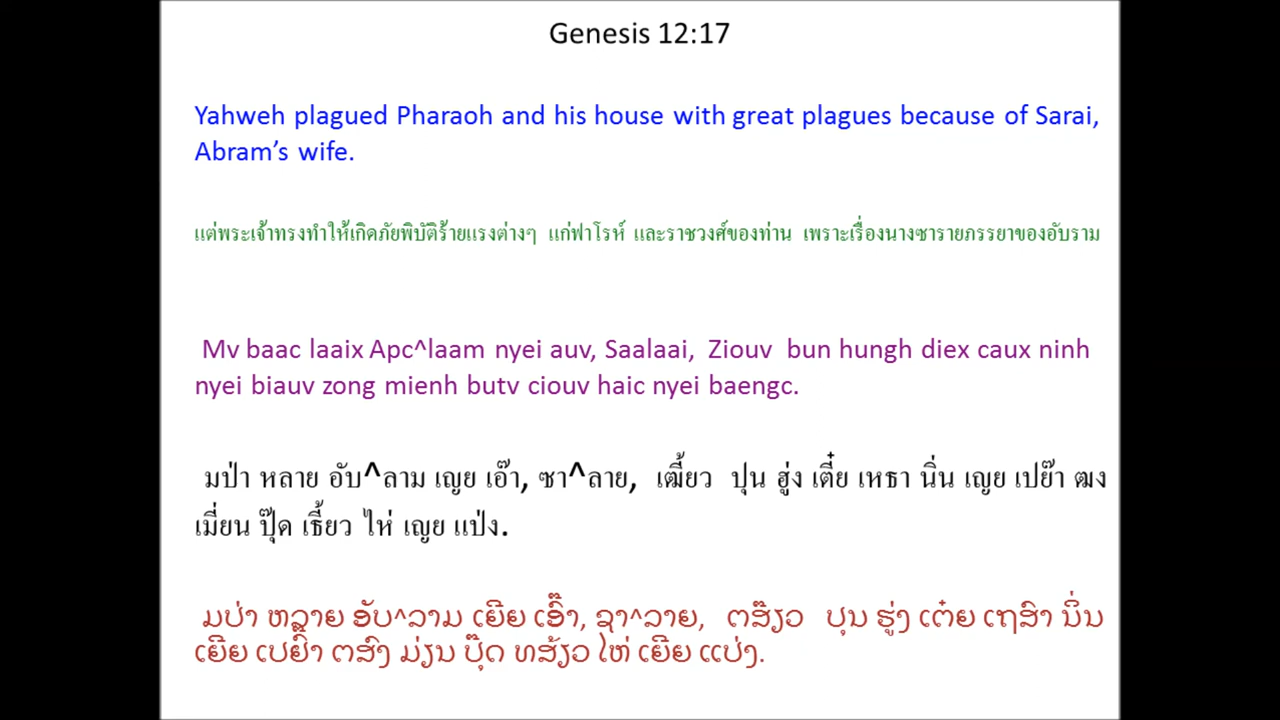 Genesis 12:17
Yahweh plagued Pharaoh and his house with great plagues because of Sarai,
Abram’s wife.
แต่พระเจ้าทรงทำให้เกิดภัยพิบัติร้ายแรงต่างๆ แก่ฟาโรห์ และราชวงศ์ของท่าน เพราะเรื่องนางซารายภรรยาของอับราม
Mv baac laaix Apc^laam nyei auv, Saalaai, Ziouv bun hungh diex caux ninh
nyei biauv zong mienh butv ciouv haic nyei baengc.
มป่า หลาย อับ^ลาม เญย เอ๊า, ซา^ลาย, เฒี้ยว ปุน ฮู่ง เตี๋ย เหธา นิ่น เญย เปย๊า ฒง
เมี่ยน ปุ๊ด เธี้ยว ไห่ เญย แป่ง.
ມປ່າ ຫລາຍ ອັບ^ລາມ ເຍີຍ ເອົ໊າ, ຊາ^ລາຍ, ຕສ໊ຽວ ປຸນ ຮູ່ງ ເຕ໋ຍ ເຖສົາ ນິ່ນ
ເຍີຍ ເປຍົ໊າ ຕສົງ ມ່ຽນ ປຸ໊ດ ທສ້ຽວ ໄຫ່ ເຍີຍ ແປ່ງ.